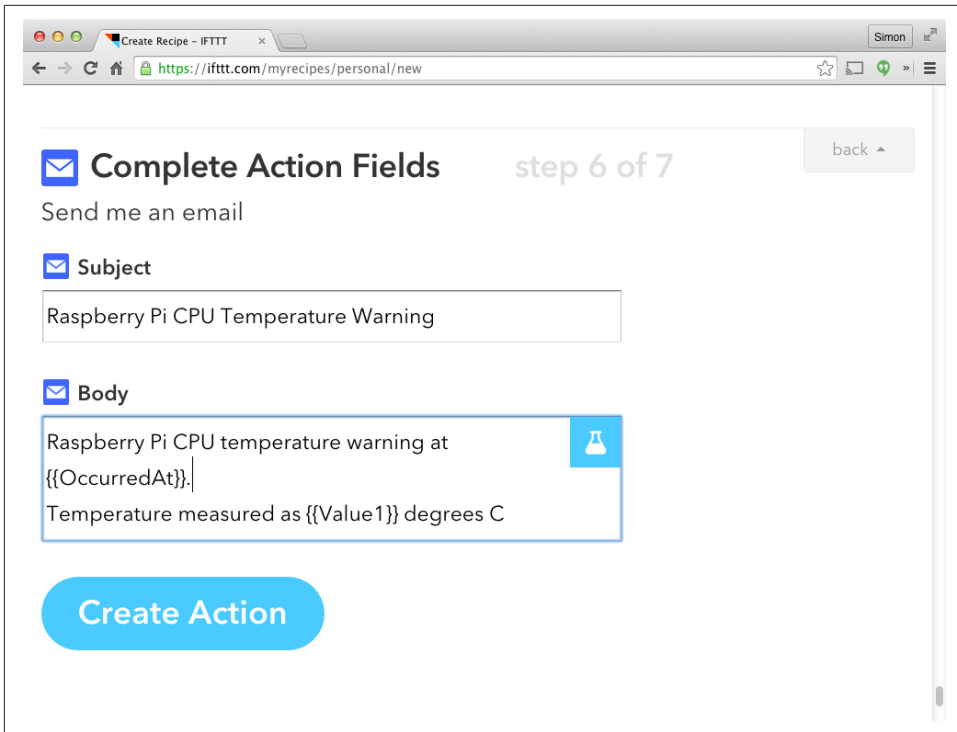 Create Recipe - IFTTT
Simon
https://ifttt.com/myrecipes/personal/new
back
Complete Action Fields
step 6 of 7
Send me an email
Subject
Raspberry Pi CPU Temperature Warning
Body
Raspberry Pi CPU temperature warning at
{{OccurredAt}}.
Temperature measured as {{Value1}} degrees C
Create Action